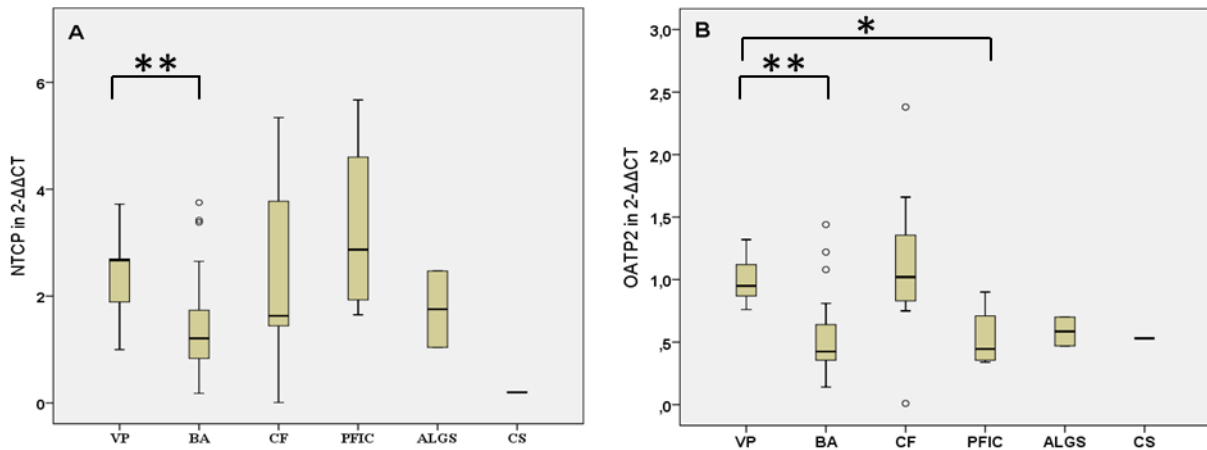 A
**
NTCP in 2-ΔΔCT
6
4
2
0
VP BA CF PFIC ALGS CS
B
*
**
OATP2 in 2-ΔΔCT
3,0
2,5
2,0
1,5
1,0
,5
,0
VP BA CF PFIC ALGS CS